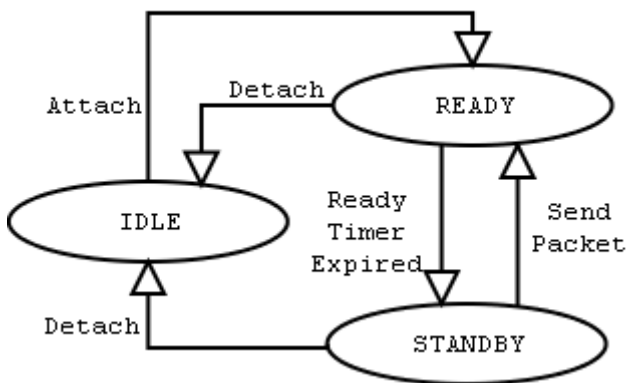 Detach
READY
Attach
IDLE
Ready
Timer
Expired
Send
Packet
Detach
STANDBY